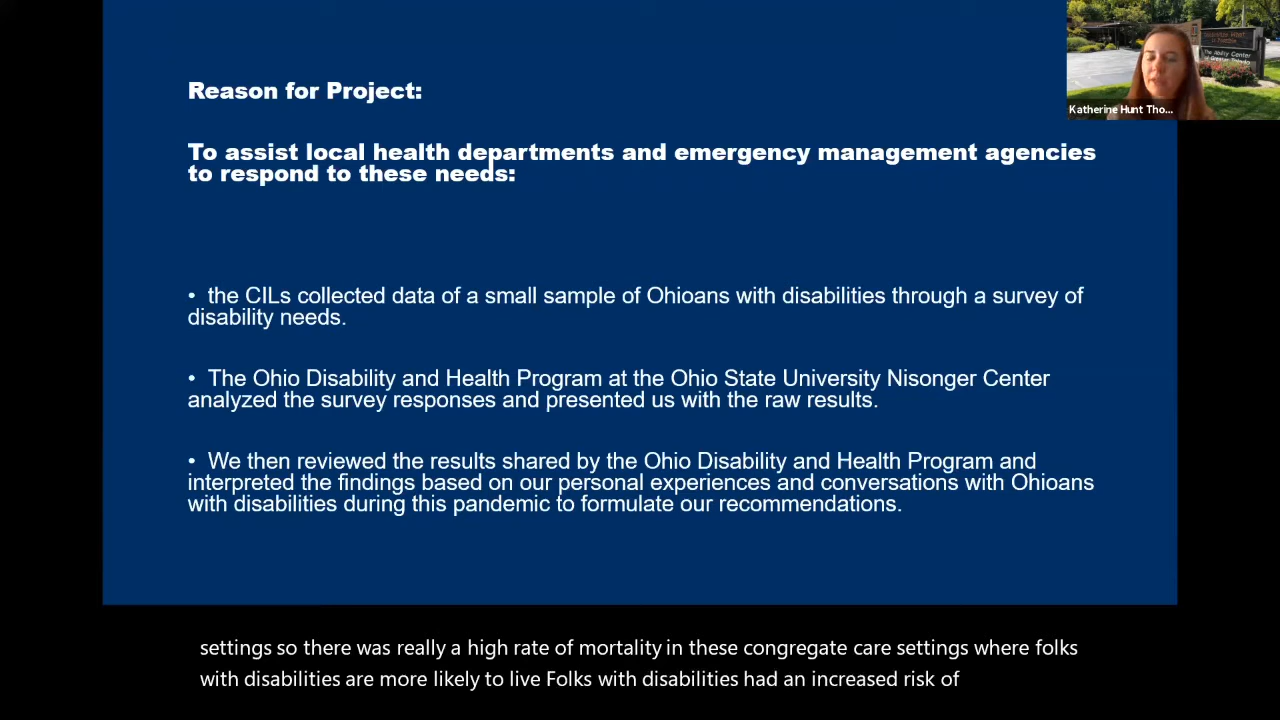 Reason for Project:
To assist local health departments and emergency management agencies
to respond to these needs:
• the CILs collected data of a small sample of Ohioans with disabilities through a survey of
disability needs.
• The Ohio Disability and Health Program at the Ohio State University Nisonger Center
analyzed the survey responses and presented us with the raw results.
• We then reviewed the results shared by the Ohio Disability and Health Program and
interpreted the findings based on our personal experiences and conversations with Ohioans
with disabilities during this pandemic to formulate our recommendations.
The Ability Center
of Greater Toledo
Katherine Hunt Tho...
settings so there was really a high rate of mortality in these congregate care settings where folks
with disabilities are more likely to live Folks with disabilities had an increased risk of